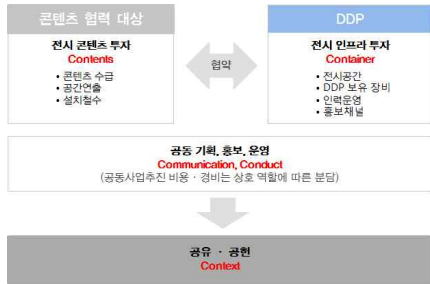 콘텐츠 협력 대상
전시 콘텐츠 투자
Contents
• 콘텐츠 수급
• 공간연출
• 설치철수
협약
DDP
전시 인프라 투자
Container
• 전시공간
• DDP 보유 장비
• 인력운영
• 홍보채널
공동 기획, 홍보, 운영
Communication, Conduct
(공동사업추진 비용 · 경비는 상호 역할에 따른 분담)
공유 · 공헌
Context